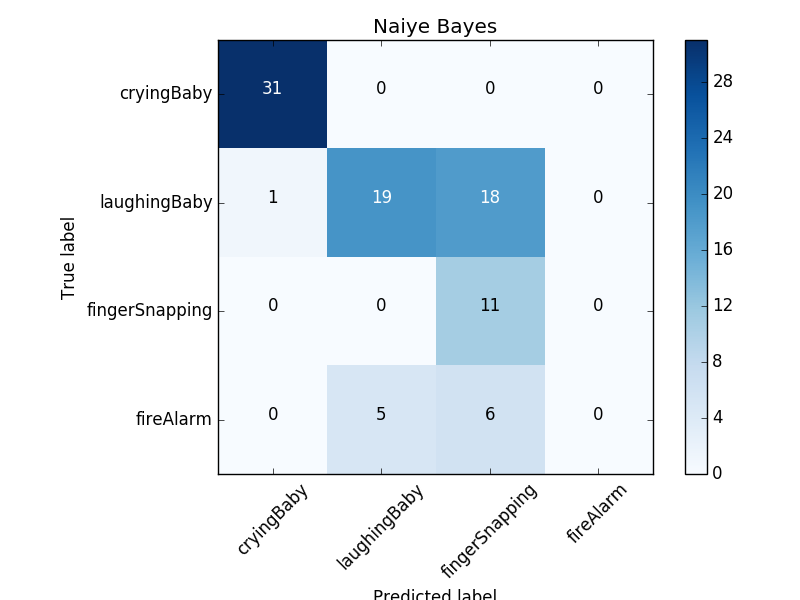 Naiye Bayes
True label
cryingBaby 31 0 0 0
laughingBaby 1 19 18 0
fingerSnapping 0 0 11 0
fireAlarm 0 5 6 0
cryingBaby laughingBaby fingerSnapping fireAlarm
Predicted label
28
24
20
16
12
8
4
0